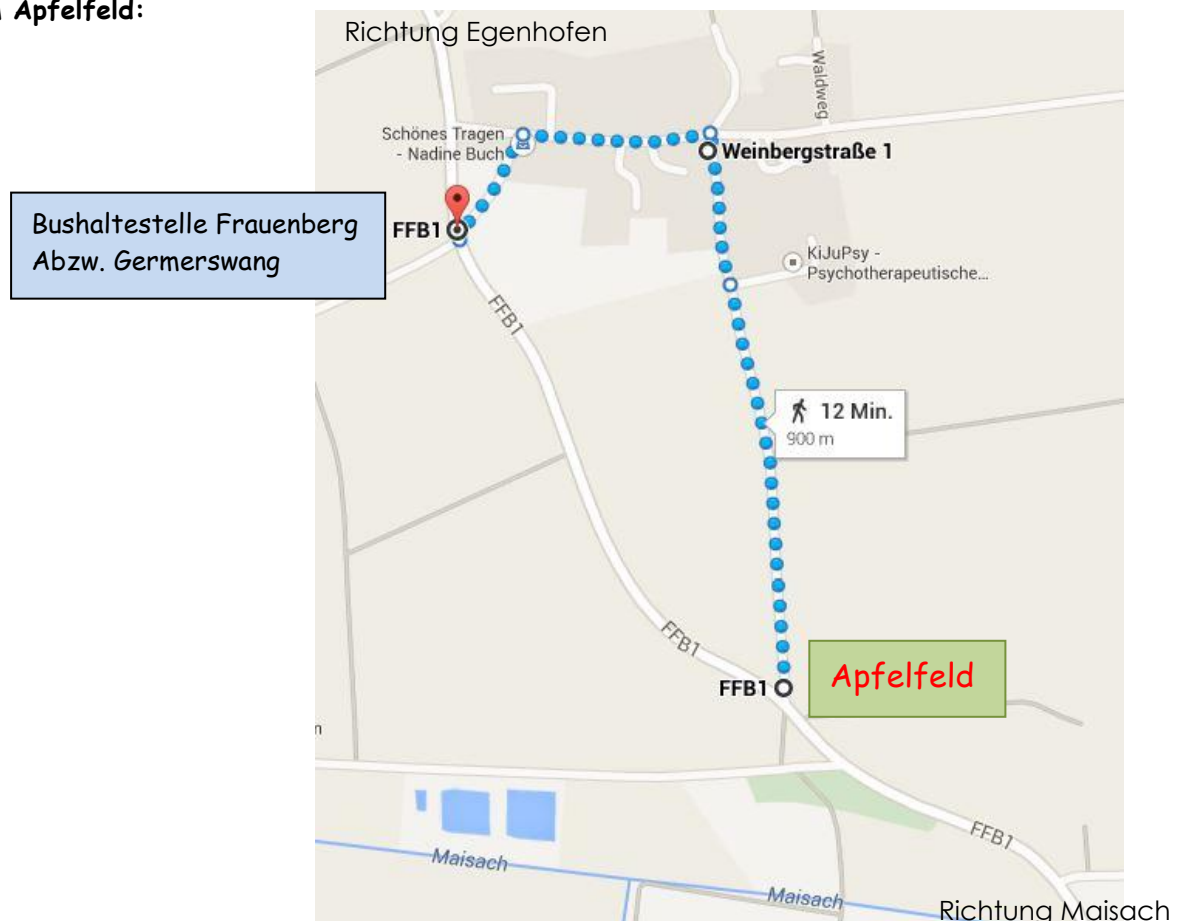 Apfelfeld:
Richtung Egenhofen
Waldweg
Schönes Tragen
- Nadine Buch
Weinbergstraße 1
Bushaltestelle Frauenberg
Abzw. Germerswang
FFB1
KiJuPsy -
Psychotherapeutische...
FFB1
12 Min.
900 m
FFB1
FFB1
Apfelfeld
FFB1
Maisach
Maisach
Richtung Maisach